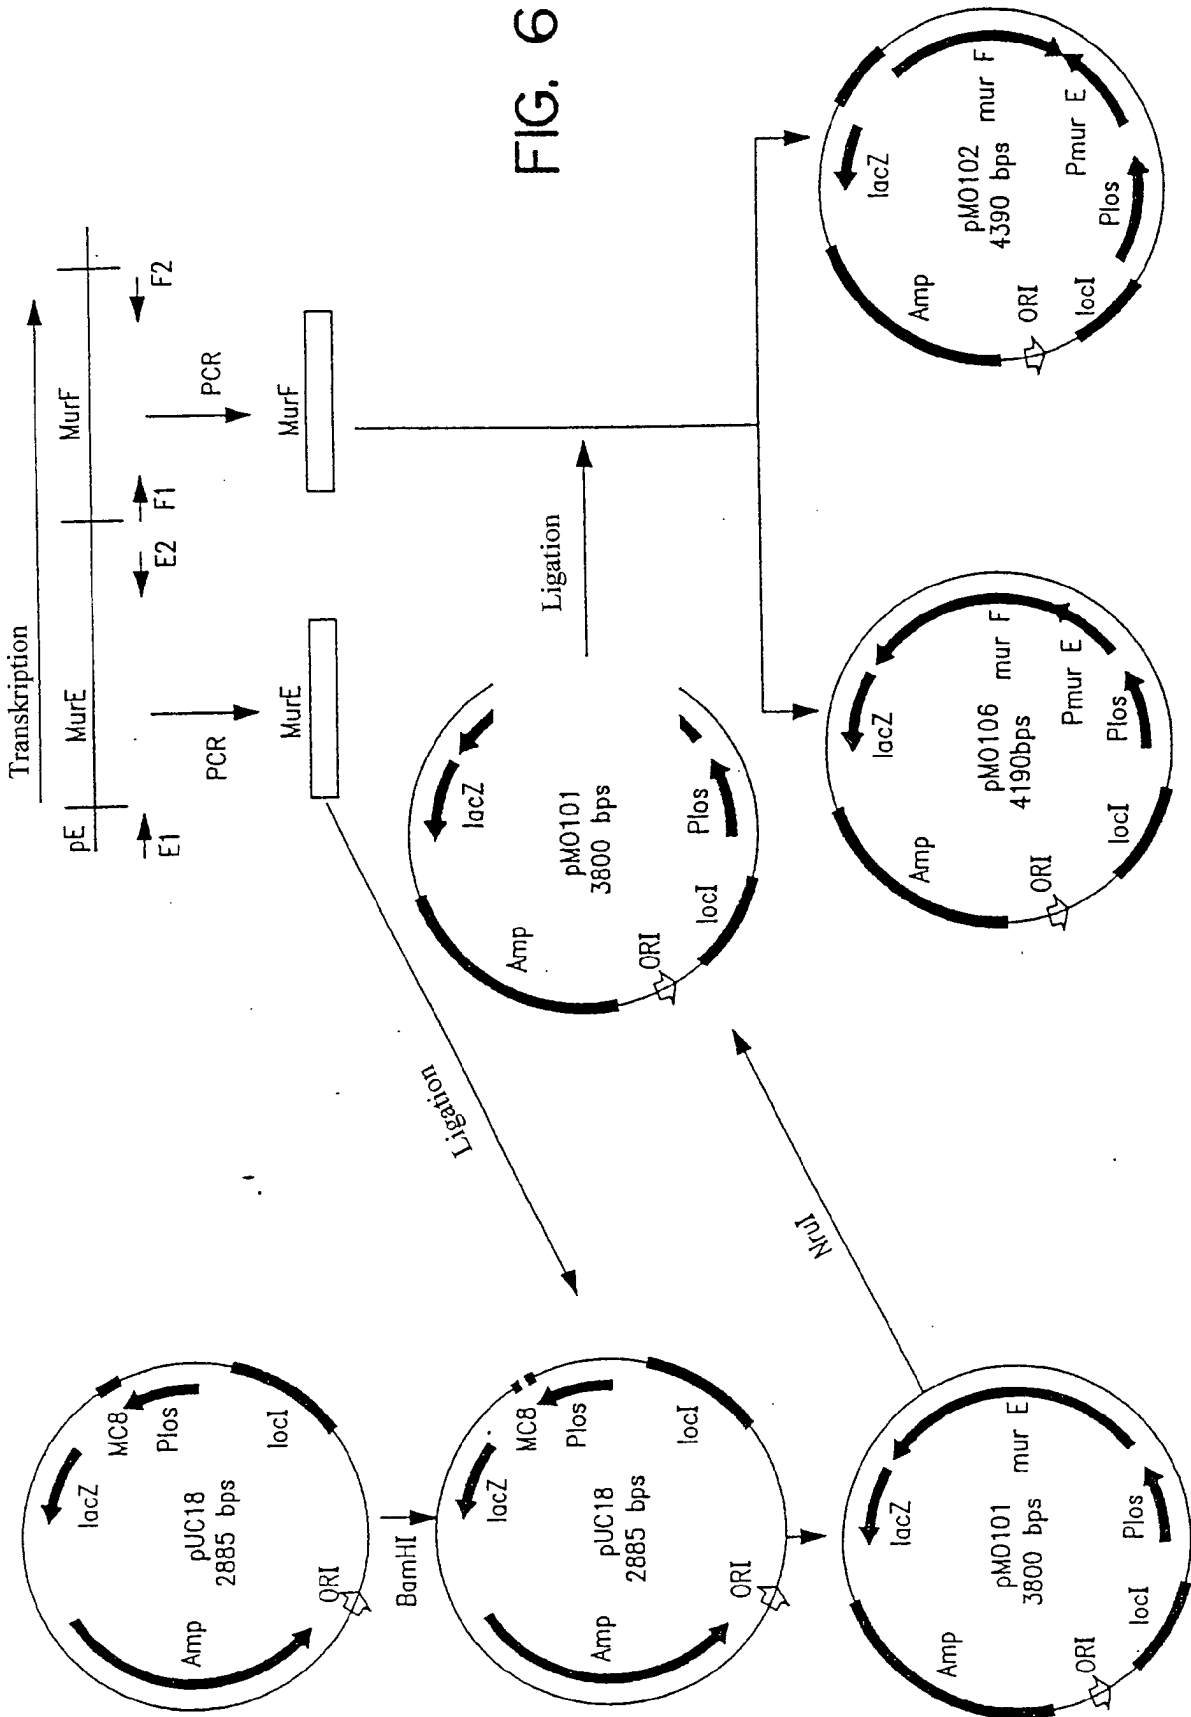 Transkription
pE
MurE
MurF
E1
E2
F1
F2
PCR
PCR
MurE
MurF
FIG. 6
lacZ
MC8
Plos
locI
pUC18
2885 bps
ORI
Amp
BamHI
lacZ
MC8
Plos
locI
pUC18
2885 bps
ORI
Amp
Ligation
lacZ
mur E
Plos
locI
pMO101
3800 bps
ORI
Amp
NruI
lacZ
Plos
locI
pMO101
3800 bps
ORI
Amp
Ligation
lacZ
mur F
Pmur E
Plos
locI
pMO106
4190bps
ORI
Amp
lacZ
mur F
Pmur E
Plos
locI
pMO102
4390 bps
ORI
Amp